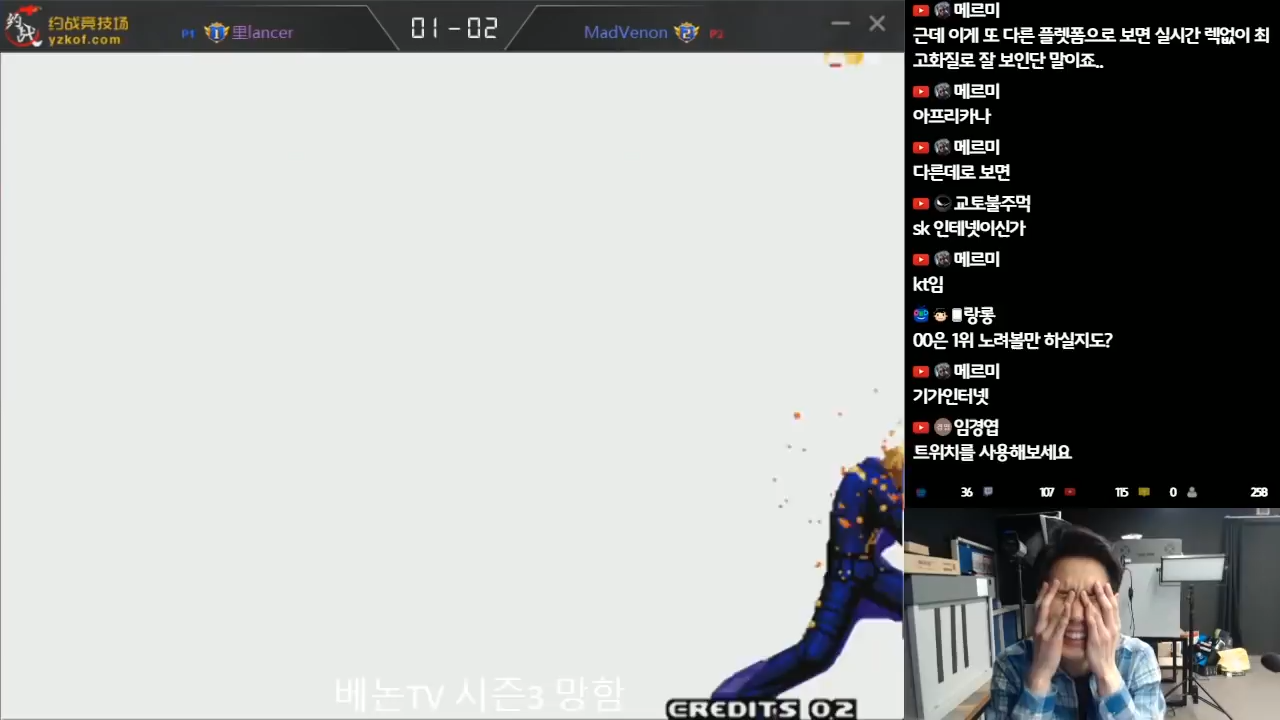 约战竞技场
yzkof.com
P1
1
里lancer
01-02
MadVenon
2
P2
메르미
근데 이게 또 다른 플렛폼으로 보면 실시간 렉없이 최
고화질로 잘 보인단 말이죠..
메르미
아프리카나
메르미
다른데로 보면
교토불주먹
sk 인테넷이신가
메르미
kt임
랑롱
00은 1위 노려볼만 하실지도?
메르미
기가인터넷
임경엽
트위치를 사용해보세요
36
107
115
0
258
베논TV 시즌3 망함
CREDITS 02